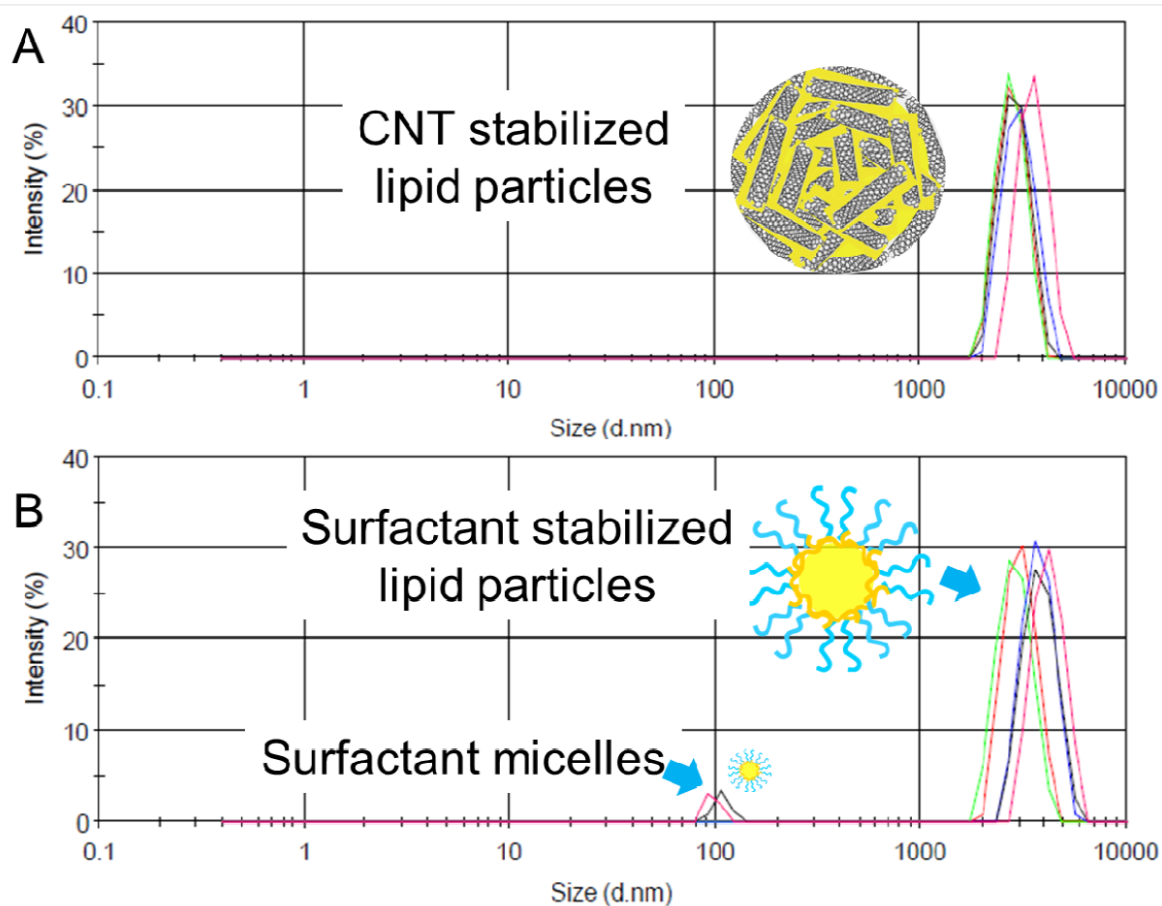 A
40
30
20
10
0
Intensity (%)
CNT stabilized
lipid particles
0.1 1 10 100 1000 10000
Size (d.nm)
B
40
30
20
10
0
Intensity (%)
Surfactant stabilized
lipid particles
Surfactant micelles
0.1 1 10 100 1000 10000
Size (d.nm)